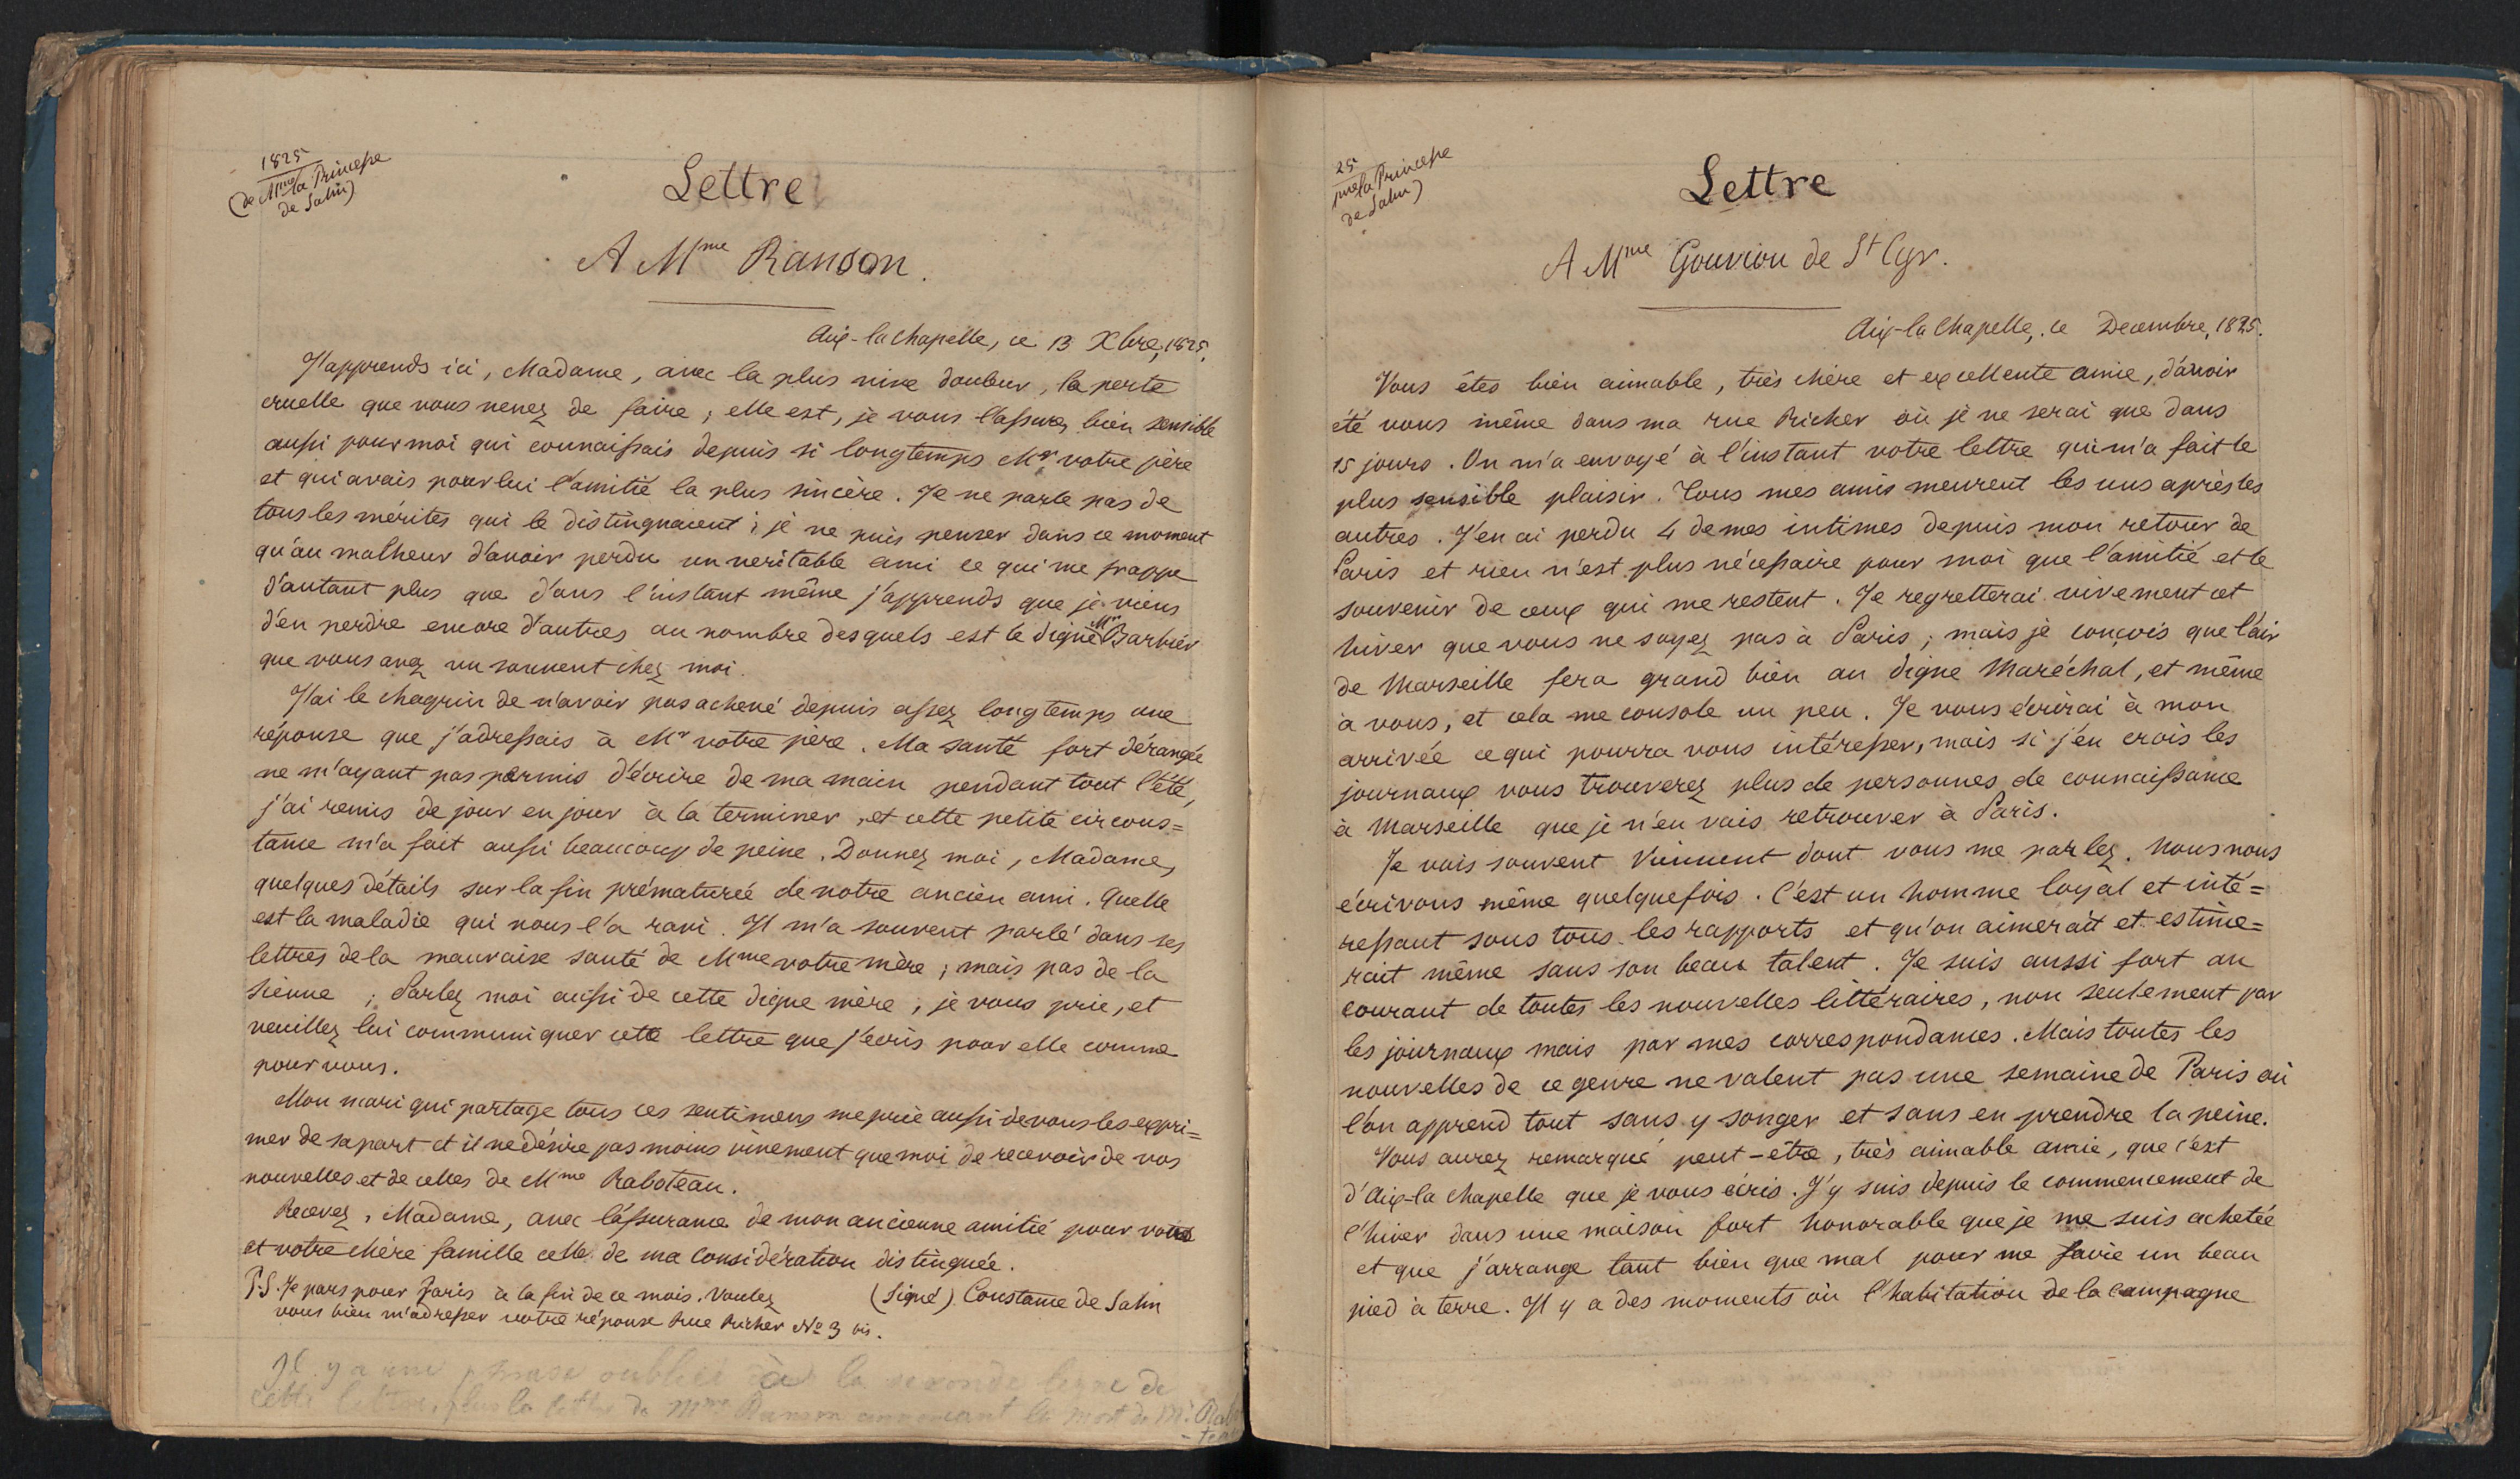 1825
(de Mme la Princesse
de Salm)
Lettre
A Mme Ranson.
Aix-la chapelle, ce 13 Xbre, 1825.
J'apprends ici, Madame, avec la plus vive douleur, la perte
cruelle que vous venez de faire; elle est, je vous l'assure, bien sensible
aussi pour moi qui connaissais depuis si longtemps Mr votre père
et qui avais pour lui l'amitié la plus sincère. Je ne parle pas de
tous les mérites qui le distinguaient; je ne puis penser dans ce moment
qu'au malheur d'avoir perdu un veritable ami ce qui me frappe
d'autant plus que dans l'instant même j'apprends que je viens
d'en perdre encore d'autres au nombre desquels est le digne Mr Barbier
que vous avez vu souvent chez moi.
J'ai le chagrin de n'avoir pas achevé depuis assez longtemps une
réponse que j'adressais à Mr votre père. Ma santé fort dérangée
ne m'ayant pas permis d'écrire de ma main pendant tout l'été,
j'ai remis de jour en jour à la terminer, et cette petite circons=
tance m'a fait aussi beaucoup de peine. Donnez moi, Madame,
quelques détails sur la fin prématureé de notre ancien ami. Quelle
est la maladie qui nous l'a ravi. Il m'a souvent parlé dans ses
lettres de la mauvaise santé de Mme votre mère; mais pas de la
sienne; Parlez moi aussi de cette digne mère, je vous prie, et
veuillez lui communiquer cette lettre que j'ecris pour elle comme
pour vous.
Mon mari qui partage tous ces sentimens me prie aussi de vous les expri=
mer de sa part et il ne désire pas moins vivement que moi de recevoir de vos
nouvelles et de celles de Mme Raboteau.
Recevez, Madame, avec l'assurance de mon ancienne amitié pour vous
et votre chère famille celle de ma considération distinguée.
P.S. Je pars pour Paris à la fin de ce mois. Voulez
vous bien m'adresser votre réponse Rue Richer No 3 bis.
(Signé) Constance de Salm
Il y a une phrase oubliée à la seconde ligne de
cette lettre, plus la lettre de Mme Ranson annonçant la mort de Mr Rabo
-teau
25
me la Princesse
de Salm)
Lettre
A Mme Gouvion de St Cyr.
Aix-la Chapelle, ce Decembre, 1825.
Vous êtes bien aimable, très chère et excellente amie, d'avoir
été vous même dans ma rue Richer où je ne serai que dans
15 jours. On m'a envoyé à l'instant votre lettre qui m'a fait le
plus sensible plaisir. Tous mes amis meurent les uns après les
autres. J'en ai perdu 4 de mes intimes depuis mon retour de
Paris et rien n'est plus nécessaire pour moi que l'amitié et le
souvenir de ceux qui me restent. Je regretterai vivement cet
hiver que vous ne soyez pas à Paris; mais je conçois que l'air
de Marseille fera grand bien au digne Maréchal, et même
à vous, et cela me console un peu. Je vous écrirai à mon
arrivée ce qui pourra vous intéresser, mais si j'en crois les
journaux vous trouverez plus de personnes de connaissance
à Marseille que je n'en vais retrouver à Paris.
Je vois souvent dont vous me parlez. Nous nous
écrivons même quelquefois. C'est un homme loyal et inté=
ressant sous tous les rapports et qu'on aimerait et estime=
rait même sans son beau talent. Je suis aussi fort au
courant de toutes les nouvelles littéraires, non seulement par
les journaux mais par mes correspondances. Mais toutes les
nouvelles de ce genre ne valent pas une semaine de Paris où
l'on apprend tout sans y songer et sans en prendre la peine.
Vous aurez remarqué peut-être, très aimable amie, que c'est
d'Aix-la Chapelle que je vous écris. J'y suis depuis le commencement de
l'hiver dans une maison fort honorable que je me suis achetée
et que j'arrange tant bien que mal pour me faire un beau
pied à terre. Il y a des moments où l'habitation de la campagne